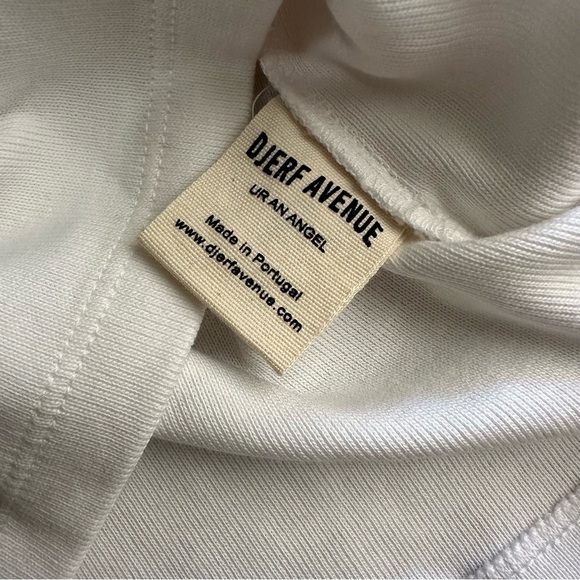 DJERF AVENUE
UR AN ANGEL
Made in Portugal
www.djerfavenue.com